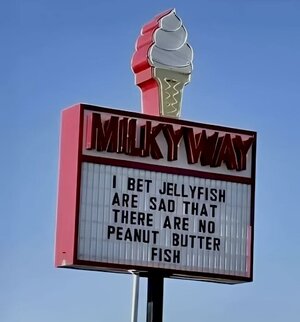 MILKYWAY
I BET JELLYFISH
ARE SAD THAT
THERE ARE NO
PEANUT BUTTER
FISH